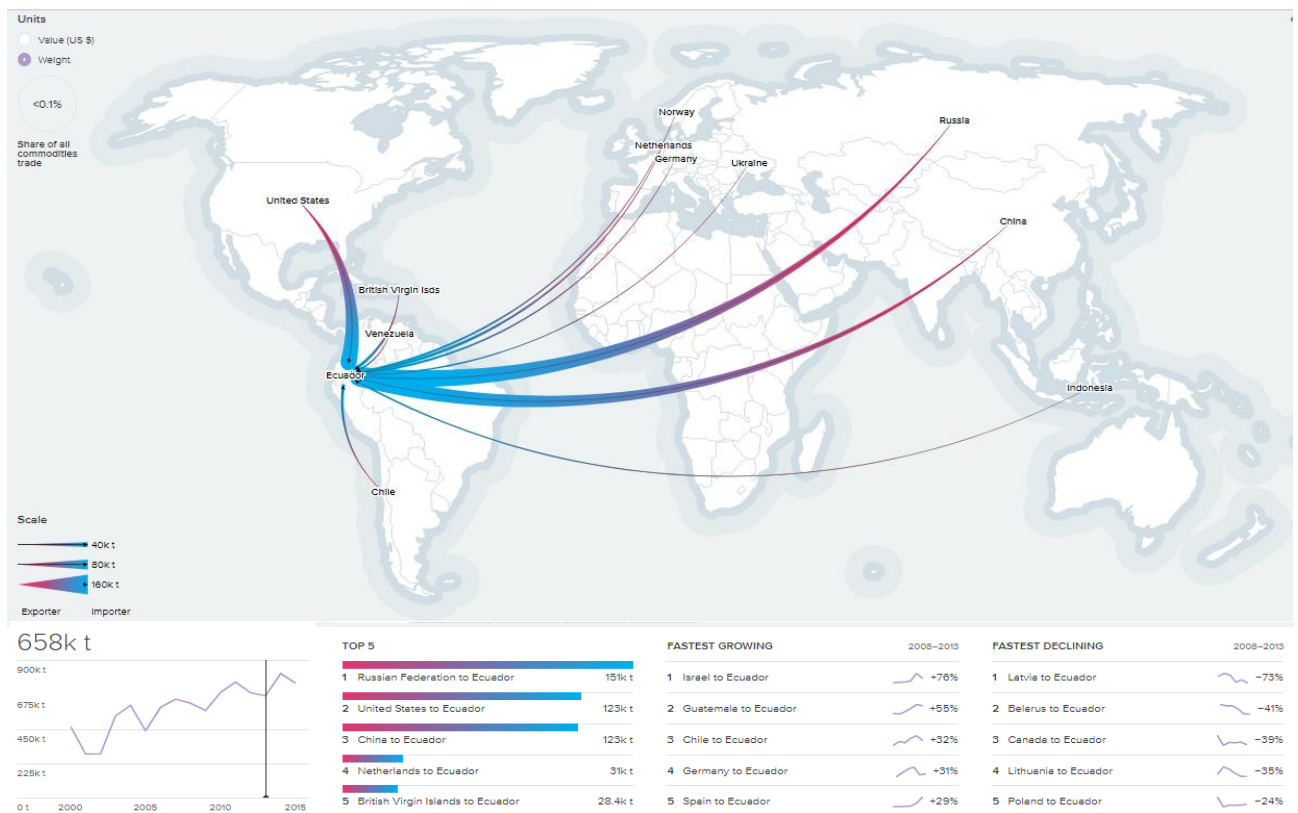 Units
Value (US $)
Weight
<0.1%
Share of all
commodities
trade
Norway
Russia
Netherlands
Germany
Ukraine
United States
China
British Virgin Isds
Venezuela
Ecuador
Indonesia
Chile
Scale
40k t
80k t
160k t
Exporter Importer
658k t
900k t
675k t
450k t
225k t
0 t 2000 2005 2010 2015
TOP 5
1 Russian Federation to Ecuador 151k t
2 United States to Ecuador 123k t
3 China to Ecuador 123k t
4 Netherlands to Ecuador 31k t
5 British Virgin Islands to Ecuador 28.4k t
FASTEST GROWING 2008–2013
1 Israel to Ecuador +76%
2 Guatemala to Ecuador +55%
3 Chile to Ecuador +32%
4 Germany to Ecuador +31%
5 Spain to Ecuador +29%
FASTEST DECLINING 2008–2013
1 Latvia to Ecuador −73%
2 Belarus to Ecuador −41%
3 Canada to Ecuador −39%
4 Lithuania to Ecuador −35%
5 Poland to Ecuador −24%